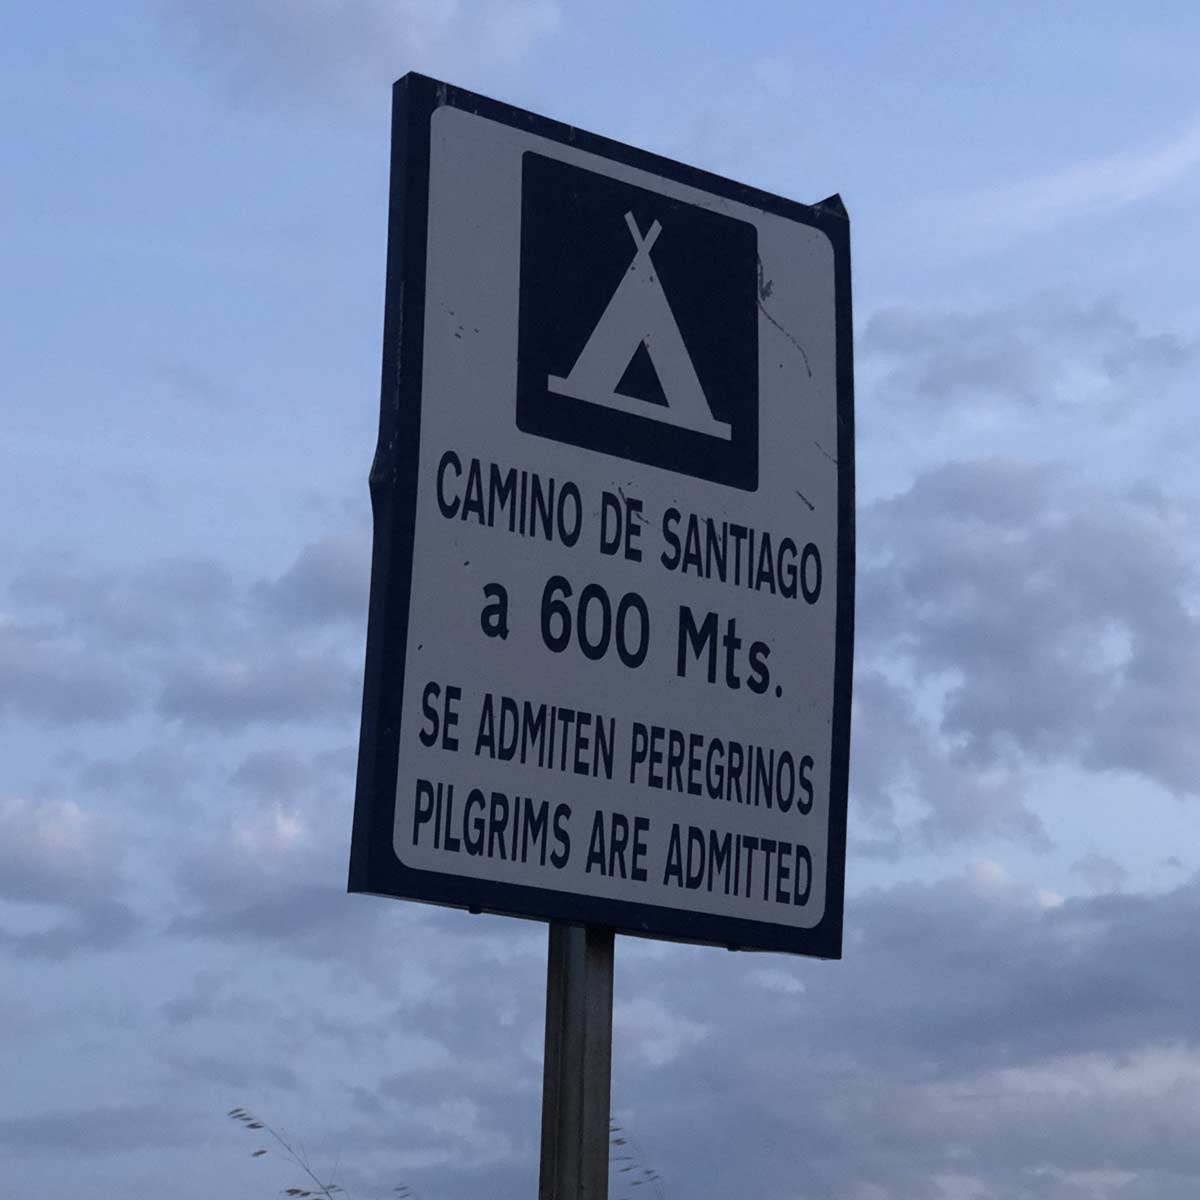 CAMINO DE SANTIAGO
a 600 Mts.
SE ADMITEN PEREGRINOS
PILGRIMS ARE ADMITTED